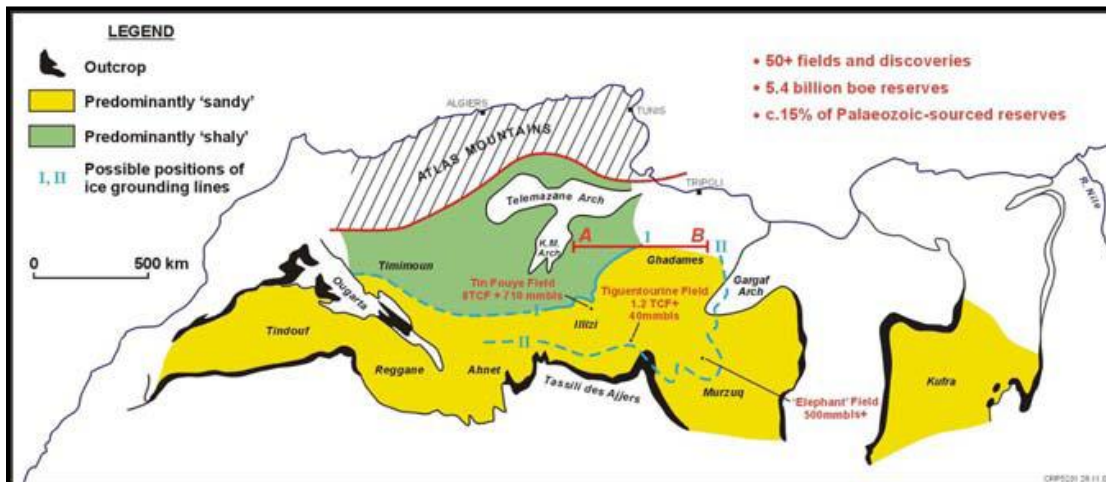 LEGEND
Outcrop
Predominantly ‘sandy’
Predominantly ‘shaly’
I, II Possible positions of
ice grounding lines
0 500 km
• 50+ fields and discoveries
• 5.4 billion boe reserves
• c.15% of Palaeozoic-sourced reserves
ALGIERS
TUNIS
ATLAS MOUNTAINS
TRIPOLI
R. Nile
Telemazane Arch
K.M.
Arch
A
I
B
II
Ghadames
Gargaf
Arch
Timimoun
Ougarta
Tin Fouye Field
8TCF + 710 mmbls
Tiguentourine Field
1.2 TCF+
40mmbls
I
Illizi
II
Tindouf
Reggane
Ahnet
Tassili des Ajjers
Murzuq
‘Elephant’ Field
500mmbls+
Kufra